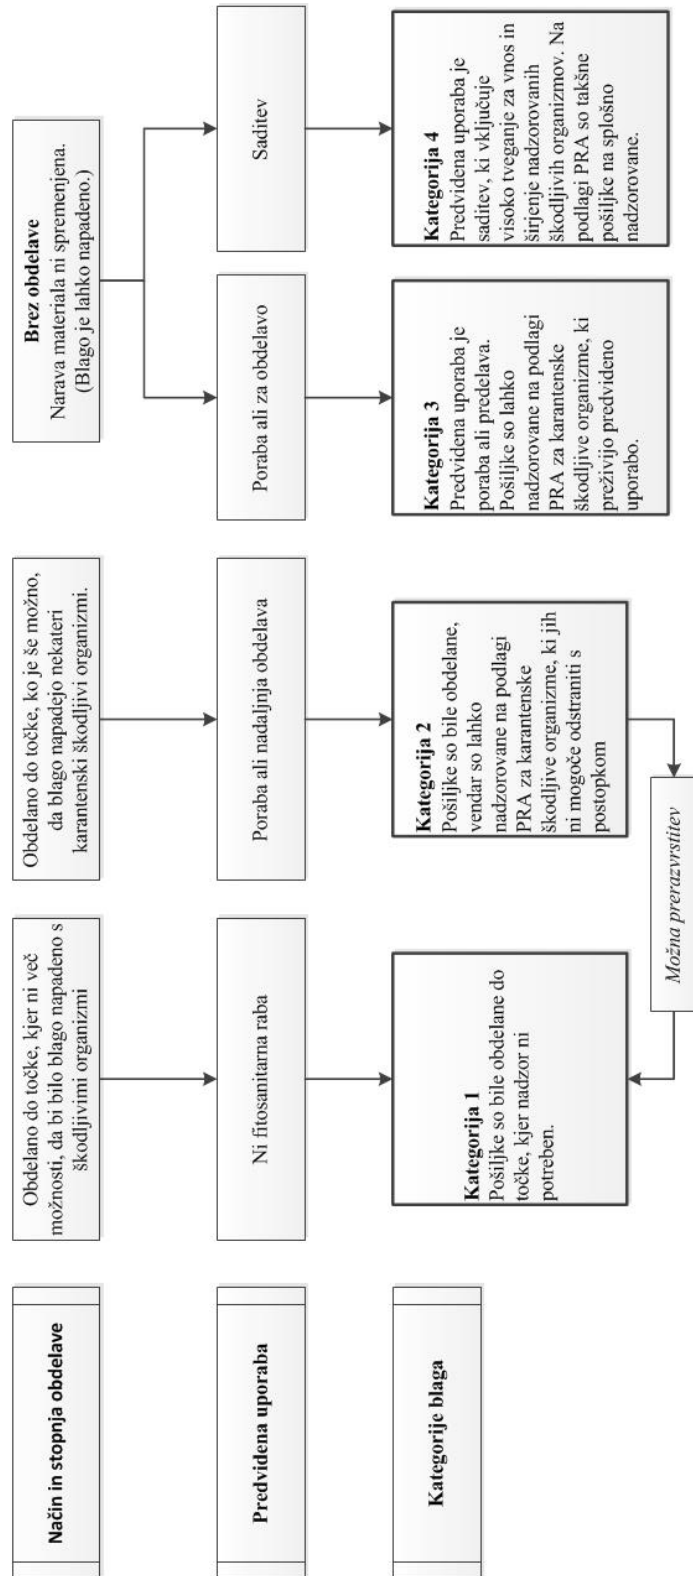 Način in stopnja obdelave
Obdelano do točke, kjer ni več
možnosti, da bi bilo blago napadeno s
škodljivimi organizmi
Obdelano do točke, ko je še možno,
da blago napadejo nekateri
karantenski škodljivi organizmi.
Brez obdelave
Narava materiala ni spremenjena.
(Blago je lahko napadeno.)
Predvidena uporaba
Ni fitosanitarna raba
Poraba ali nadaljnja obdelava
Poraba ali za obdelavo
Saditev
Kategorije blaga
Kategorija 1
Pošiljke so bile obdelane do
točke, kjer nadzor ni
potreben.
Kategorija 2
Pošiljke so bile obdelane,
vendar so lahko
nadzorovane na podlagi
PRA za karantenske
škodljive organizme, ki jih
ni mogoče odstraniti s
postopkom
Kategorija 3
Predvidena uporaba je
poraba ali predelava.
Pošiljke so lahko
nadzorovane na podlagi
PRA za karantenske
škodljive organizme, ki
preživijo predvideno
uporabo.
Kategorija 4
Predvidena uporaba je
saditev, ki vključuje
visoko tveganje za vnos in
širjenje nadzorovanih
škodljivih organizmov. Na
podlagi PRA so takšne
pošiljke na splošno
nadzorovane.
Možna prerazvrstitev